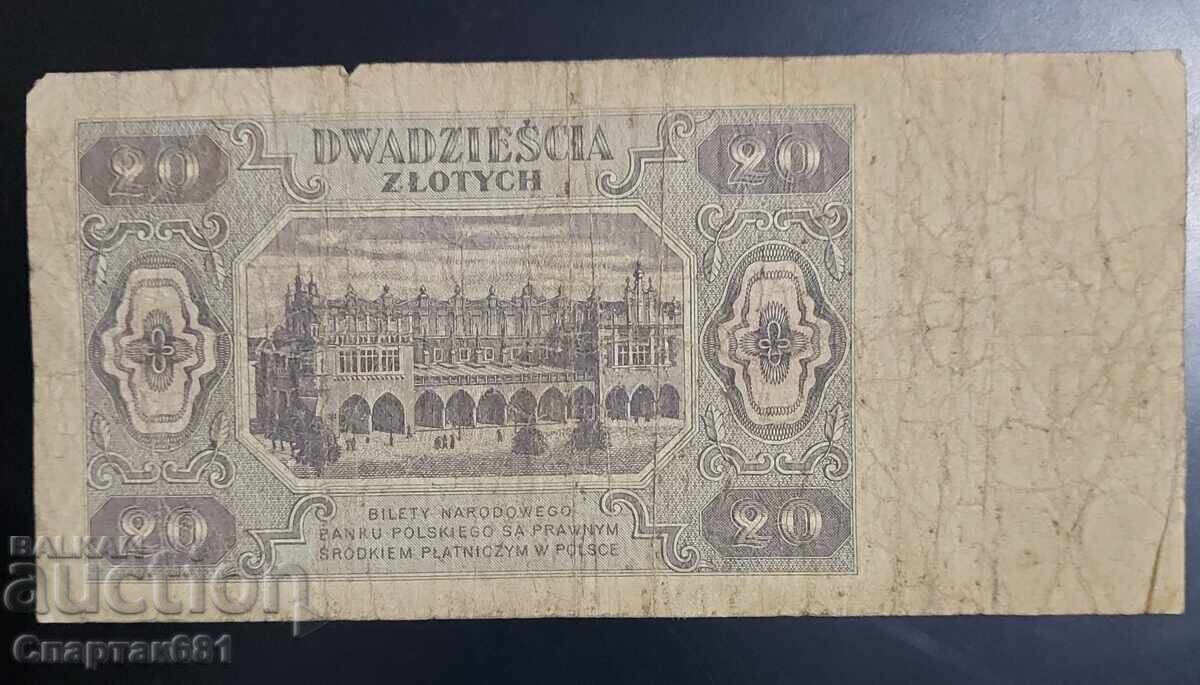 20 DWADZIEŚCIA 20
ZŁOTYCH
20 BILETY NARODOWEGO 20
BANKU POLSKIEGO SĄ PRAWNYM
ŚRODKIEM PŁATNICZYM W POLSCE
BALKAN
auction
Спартак681